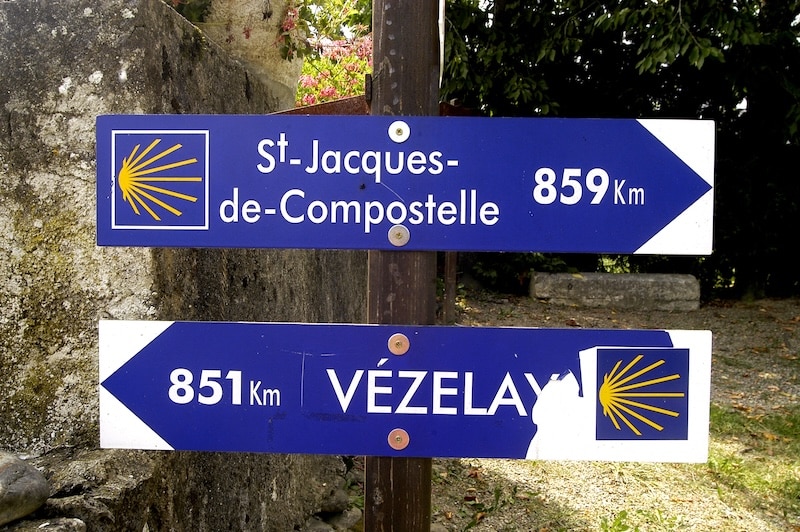 St-Jacques-
de-Compostelle
859 Km
851 Km
VÉZELAY